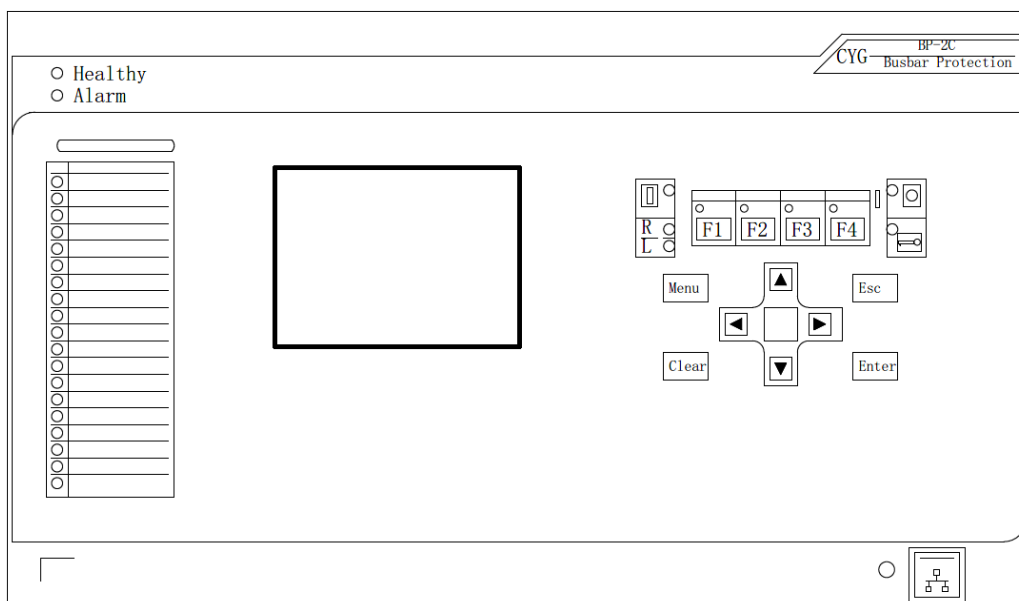 BP-2C
CYG Busbar Protection
Healthy
Alarm
R
L
F1 F2 F3 F4
Menu
Esc
Clear
Enter